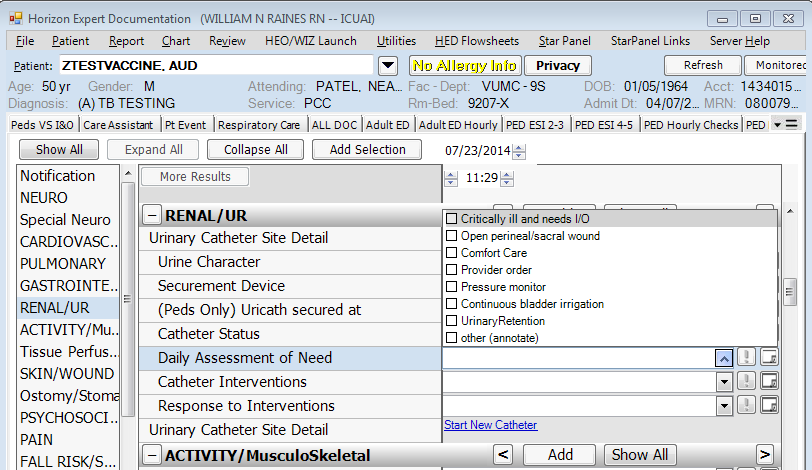 Horizon Expert Documentation (WILLIAM N RAINES RN -- ICUAI)
File Patient Report Chart Review HEO/WIZ Launch Utilities HED Flowsheets Star Panel StarPanel Links Server Help
Patient: ZTESTVACCINE, AUD No Allergy Info Privacy Refresh Monitored
Age: 50 yr Gender: M Attending: PATEL, NEA... Fac - Dept: VUMC - 9S DOB: 01/05/1964 Acct: 1434015...
Diagnosis: (A) TB TESTING Service: PCC Rm-Bed: 9207-X Admit Dt: 04/07/2... MRN: 080079...
Peds VS I&O Care Assistant Pt Event Respiratory Care ALL DOC Adult ED Adult ED Hourly PED ESI 2-3 PED ESI 4-5 PED Hourly Checks PED
Show All Expand All Collapse All Add Selection 07/23/2014
More Results 11:29
Notification
NEURO
Special Neuro
CARDIOVASC...
PULMONARY
GASTROINTE...
RENAL/UR
ACTIVITY/Mu...
Tissue Perfus...
SKIN/WOUND
Ostomy/Stoma
PSYCHOSOCI...
PAIN
FALL RISK/S...
RENAL/UR
Urinary Catheter Site Detail
Urine Character
Securement Device
(Peds Only) Uricath secured at
Catheter Status
Daily Assessment of Need
Catheter Interventions
Response to Interventions
Urinary Catheter Site Detail
Critically ill and needs I/O
Open perineal/sacral wound
Comfort Care
Provider order
Pressure monitor
Continuous bladder irrigation
UrinaryRetention
other (annotate)
Start New Catheter
ACTIVITY/MusculoSkeletal < Add Show All >